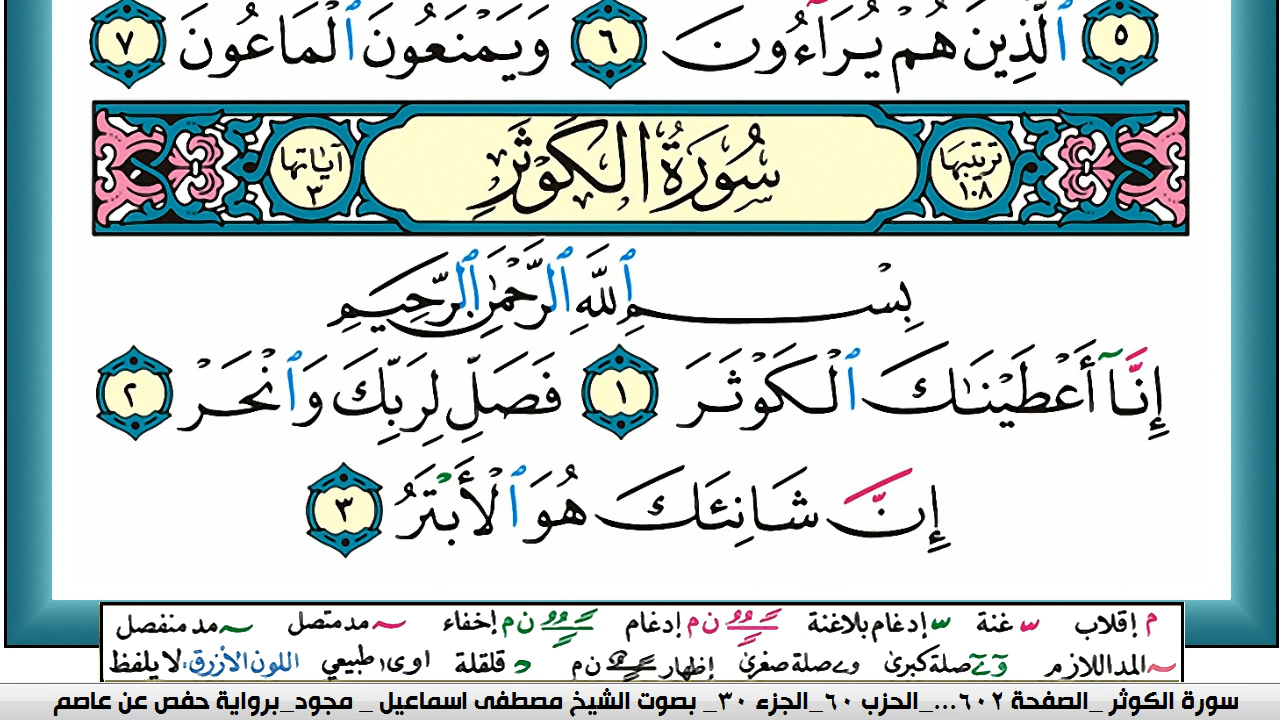 ٥ ٱلَّذِينَ هُمْ يُرَآءُونَ ٦ وَيَمْنَعُونَ ٱلْمَاعُونَ ٧
ترتيبها ١٠٨ سُورَةُ الكَوْثَرِ آياتها ٣
بِسْمِ ٱللَّهِ ٱلرَّحْمَٰنِ ٱلرَّحِيمِ
إِنَّآ أَعْطَيْنَٰكَ ٱلْكَوْثَرَ ١ فَصَلِّ لِرَبِّكَ وَٱنْحَرْ ٢
إِنَّ شَانِئَكَ هُوَ ٱلْأَبْتَرُ ٣
م إقلاب ~ غنة ~ إدغام بلاغنة ن م إدغام ن م إخفاء ~ مد متصل ~ مد منفصل
~ المد اللازم و ے صلة كبرى و ے صلة صغرى إظهار ن م د قلقلة اوى طبيعي اللون الأزرق: لا يلفظ
سورة الكوثر _الصفحة ٦٠٢..._الحزب ٦٠_الجزء ٣٠_ بصوت الشيخ مصطفى اسماعيل _ مجود_برواية حفص عن عاصم